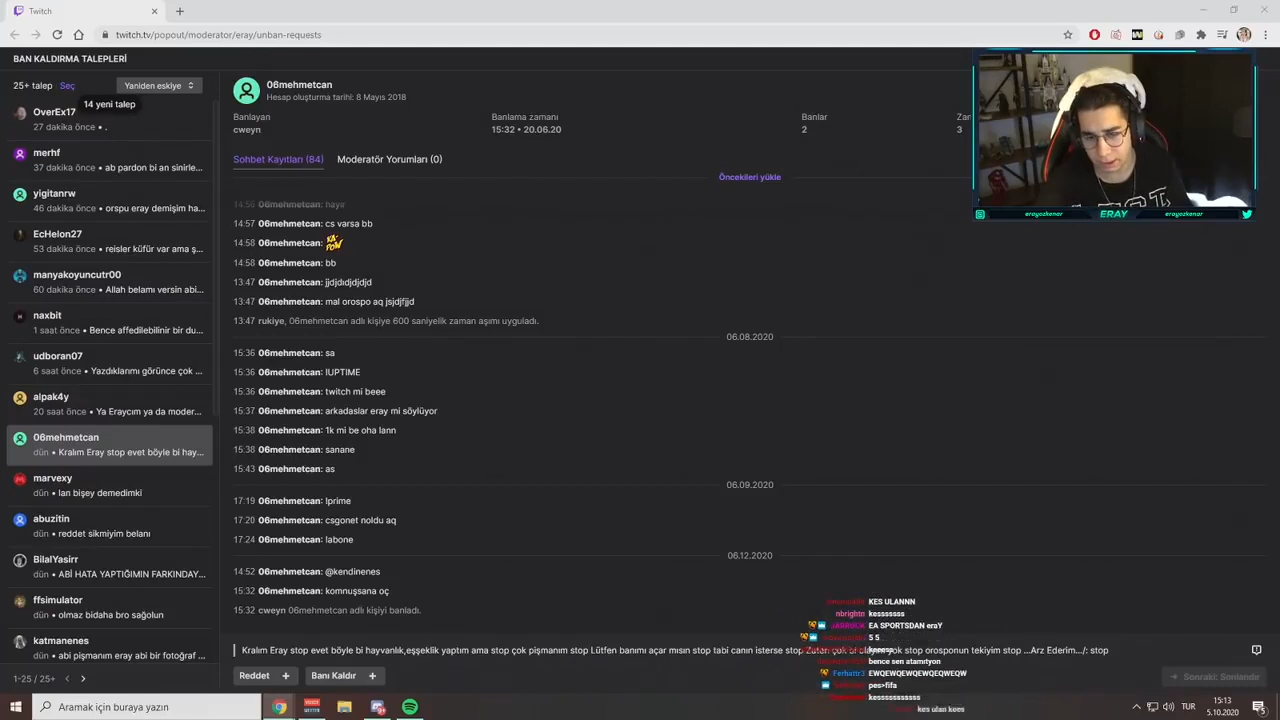 Twitch
twitch.tv/popout/moderator/eray/unban-requests
BAN KALDIRMA TALEPLERİ
25+ talep Seç Yeniden eskiye
14 yeni talep
OverEx17
27 dakika önce • .
merhf
37 dakika önce • ab pardon bi an sinirle...
yigitanrw
46 dakika önce • orspu eray demişim ha...
EcHelon27
53 dakika önce • reisler küfür var ama ş...
manyakoyuncutr00
60 dakika önce • Allah belamı versin abi...
naxbit
1 saat önce • Bence affedilebilinir bir du...
udboran07
6 saat önce • Yazdıklarımı görünce çok ...
alpak4y
20 saat önce • Ya Eraycım ya da moder...
06mehmetcan
dün • Kralım Eray stop evet böyle bi hay...
marvexy
dün • lan bişey demedimki
abuzitin
dün • reddet sikmiyim belanı
BilalYasirr
dün • ABİ HATA YAPTIĞIMIN FARKINDAY...
ffsimulator
dün • olmaz bidaha bro sağolun
katmanenes
dün • abi pişmanım eray abi bir fotoğraf ...
1-25 / 25+
06mehmetcan
Hesap oluşturma tarihi: 8 Mayıs 2018
Banlayan
cweyn
Banlama zamanı
15:32 • 20.06.20
Banlar
2
Zar
3
Sohbet Kayıtları (84) Moderatör Yorumları (0)
Öncekileri yükle
14:56 06mehmetcan: hayır
14:57 06mehmetcan: cs varsa bb
14:58 06mehmetcan: KA-POW
14:58 06mehmetcan: bb
13:47 06mehmetcan: jjdjdıdjdjdjd
13:47 06mehmetcan: mal orospo aq jsjdjfjjd
13:47 rukiye, 06mehmetcan adlı kişiye 600 saniyelik zaman aşımı uyguladı.
06.08.2020
15:36 06mehmetcan: sa
15:36 06mehmetcan: !UPTIME
15:36 06mehmetcan: twitch mi beee
15:37 06mehmetcan: arkadaslar eray mi söylüyor
15:38 06mehmetcan: 1k mi be oha lann
15:38 06mehmetcan: sanane
15:43 06mehmetcan: as
06.09.2020
17:19 06mehmetcan: !prime
17:20 06mehmetcan: csgonet noldu aq
17:24 06mehmetcan: !abone
06.12.2020
14:52 06mehmetcan: @kendinenes
15:32 06mehmetcan: komnuşsana oç
15:32 cweyn 06mehmetcan adlı kişiyi banladı.
Kralım Eray stop evet böyle bi hayvanlık,eşşeklik yaptım ama stop çok pişmanım stop Lütfen banımı açar mısın stop tabi canın isterse stop stop orosponun tekiyim stop ...Arz Ederim.../: stop
Reddet + Banı Kaldır +
Sonraki: Sonlandır
erayozkenar ERAY erayozkenar
KES ULANNN
nbrightn kesssssss
EA SPORTSDAN eraY
5 5
keeess
bence sen atamıtyon
Ferhattr3 EWQEWQEWQEWQEWQEWQ
pes>fifa
kesssssssssss
kes ulan kees
Aramak için buraya yazın
TUR
15:13
5.10.2020
5